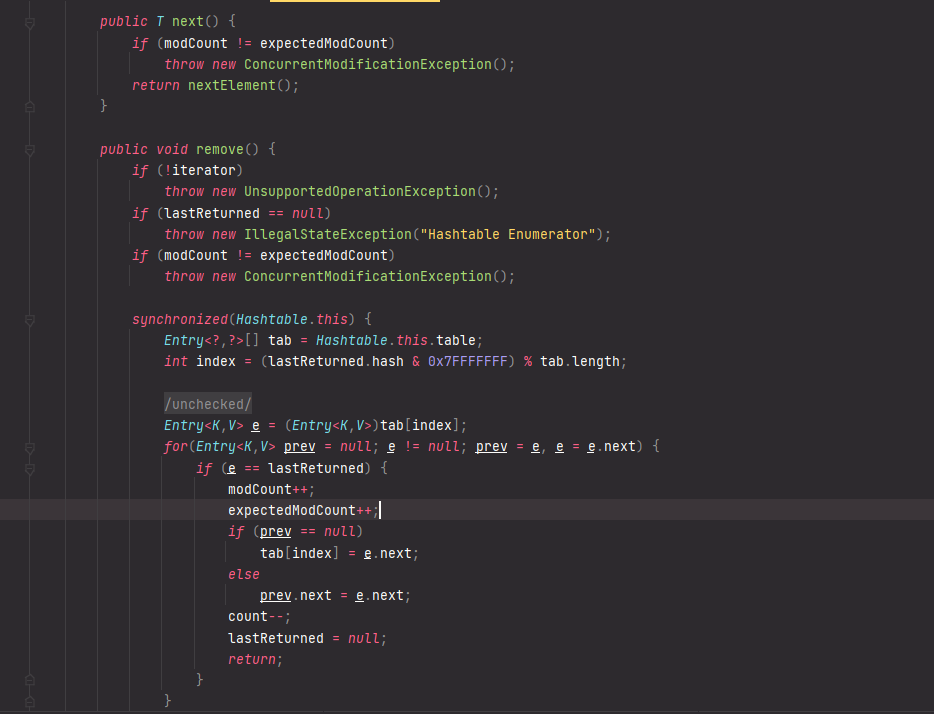 public T next() {
if (modCount != expectedModCount)
throw new ConcurrentModificationException();
return nextElement();
}
public void remove() {
if (!iterator)
throw new UnsupportedOperationException();
if (lastReturned == null)
throw new IllegalStateException("Hashtable Enumerator");
if (modCount != expectedModCount)
throw new ConcurrentModificationException();
synchronized(Hashtable.this) {
Entry<?,?>[] tab = Hashtable.this.table;
int index = (lastReturned.hash & 0x7FFFFFFF) % tab.length;
/unchecked/
Entry<K,V> e = (Entry<K,V>)tab[index];
for(Entry<K,V> prev = null; e != null; prev = e, e = e.next) {
if (e == lastReturned) {
modCount++;
expectedModCount++;
if (prev == null)
tab[index] = e.next;
else
prev.next = e.next;
count--;
lastReturned = null;
return;
}
}